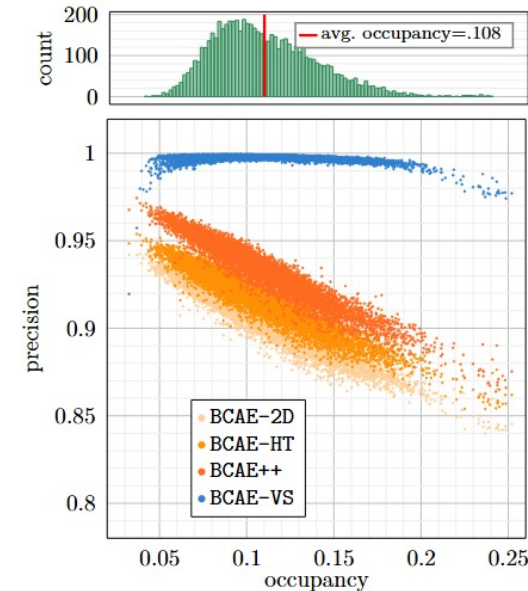 200
100
0
count
avg. occupancy=.108
1
0.95
0.9
0.85
0.8
precision
BCAE-2D
BCAE-HT
BCAE++
BCAE-VS
0.05 0.1 0.15 0.2 0.25
occupancy